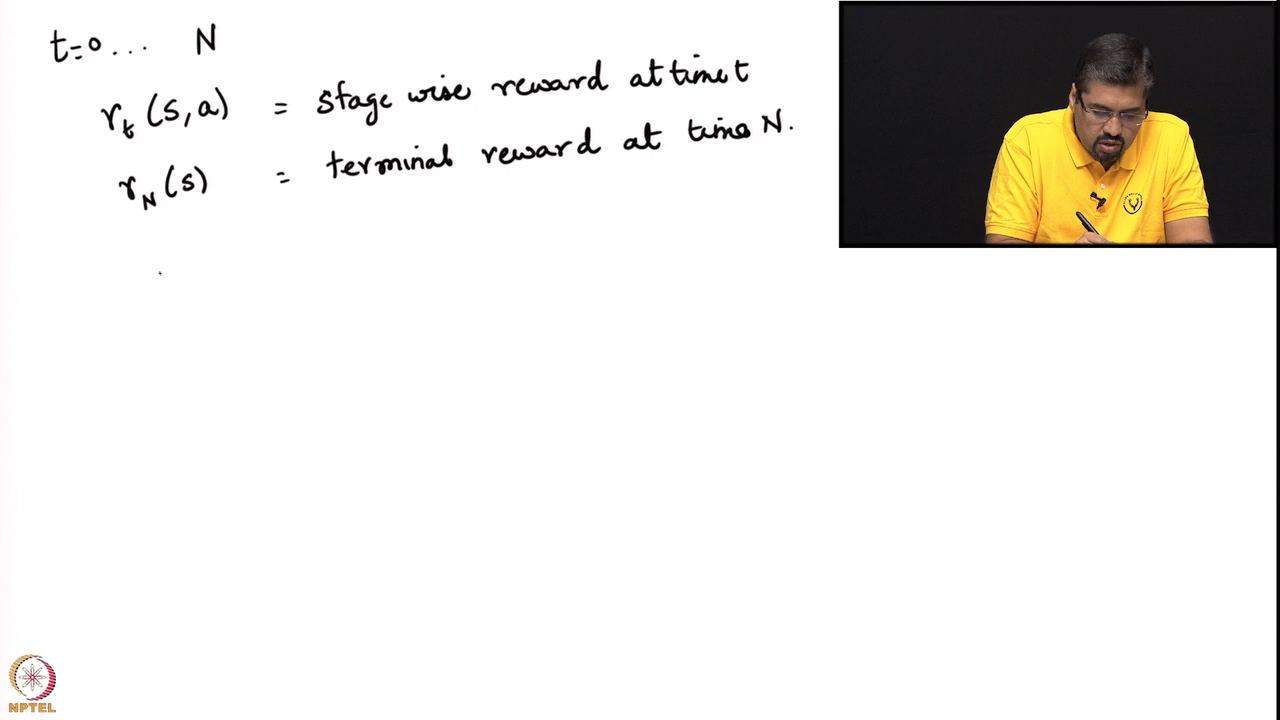 t=0... N
r_t (s,a) = stage wise reward at time t
r_N (s) = terminal reward at time N.
NPTEL